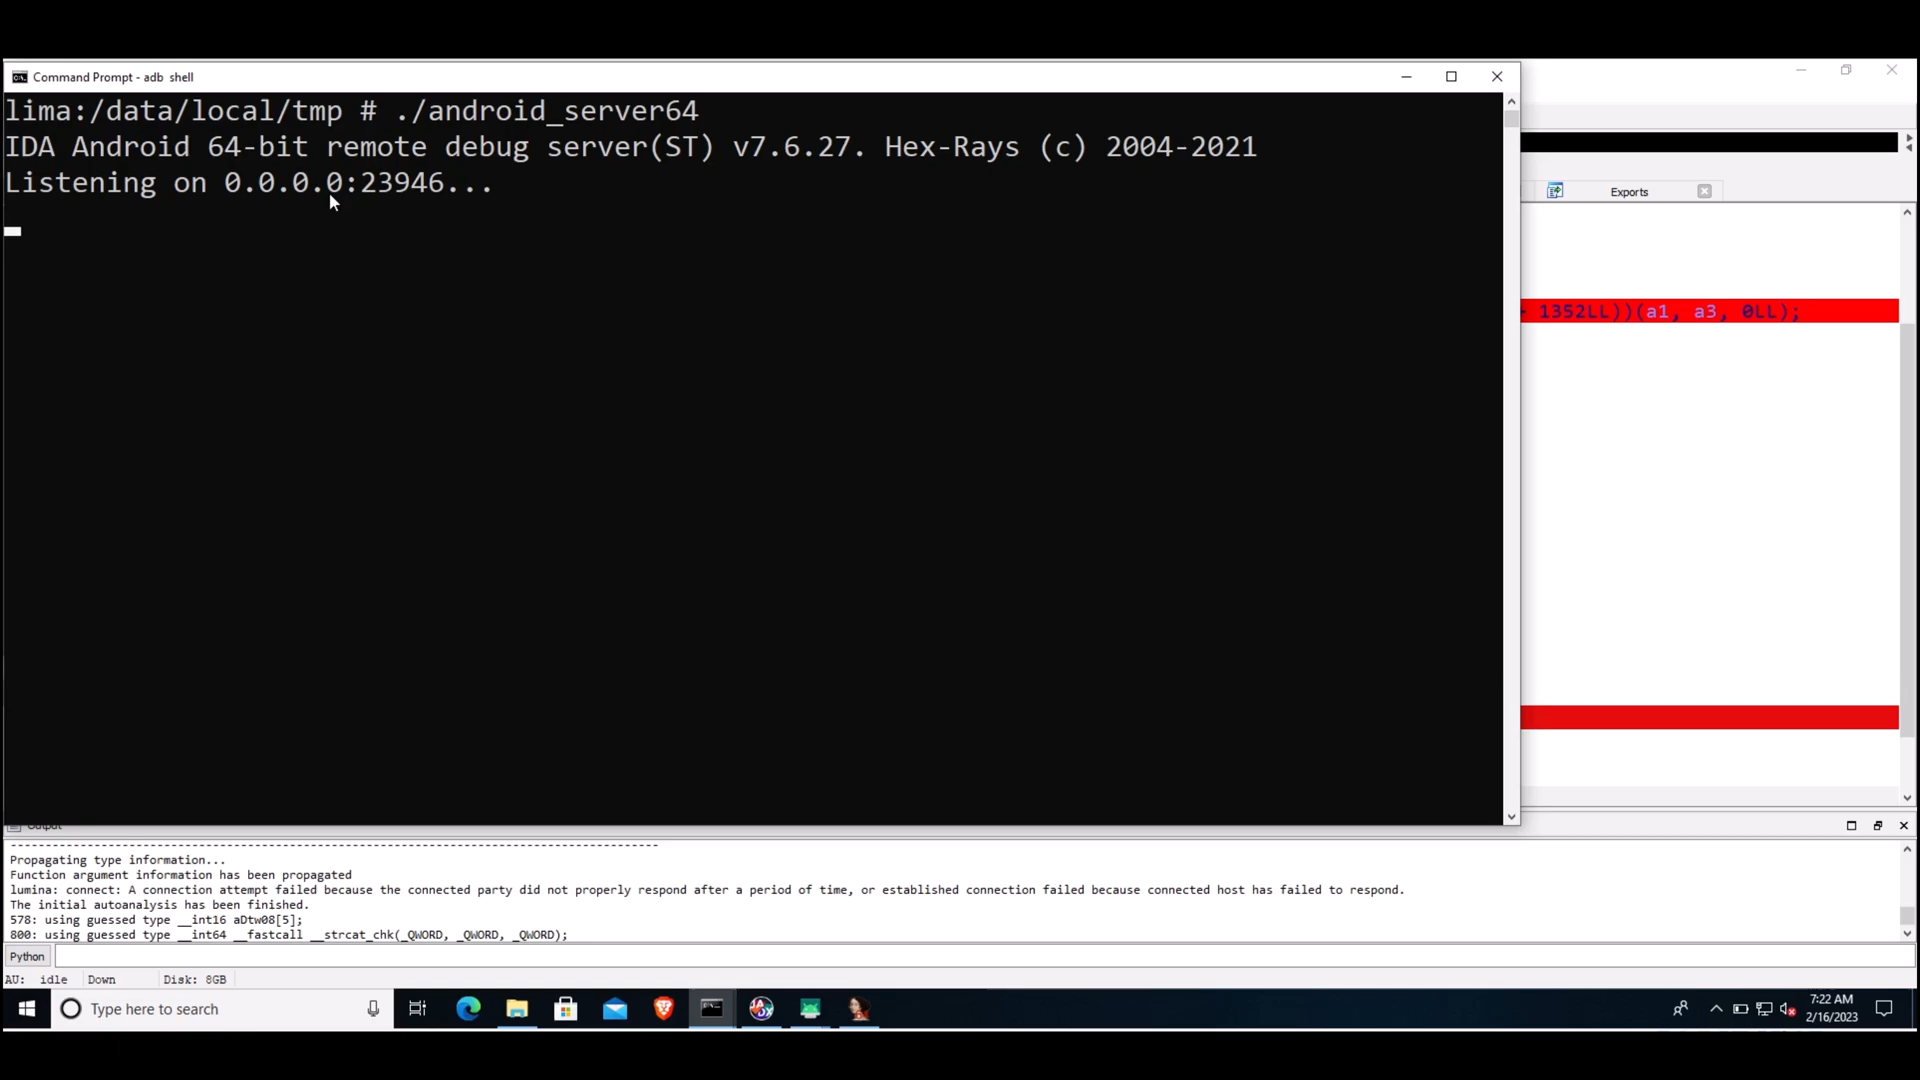 Command Prompt - adb  shell
lima:/data/local/tmp # ./android_server64
IDA Android 64-bit remote debug server(ST) v7.6.27. Hex-Rays (c) 2004-2021
Listening on 0.0.0.0:23946...
Exports
1352LL))(a1, a3, 0LL);
Output
Propagating type information...
Function argument information has been propagated
lumina: connect: A connection attempt failed because the connected party did not properly respond after a period of time, or established connection failed because connected host has failed to respond.
The initial autoanalysis has been finished.
578: using guessed type __int16 aDtw08[5];
800: using guessed type __int64 __fastcall __strcat_chk(_QWORD, _QWORD, _QWORD);
Python
AU:  idle  Down  Disk: 8GB
Type here to search
7:22 AM
2/16/2023